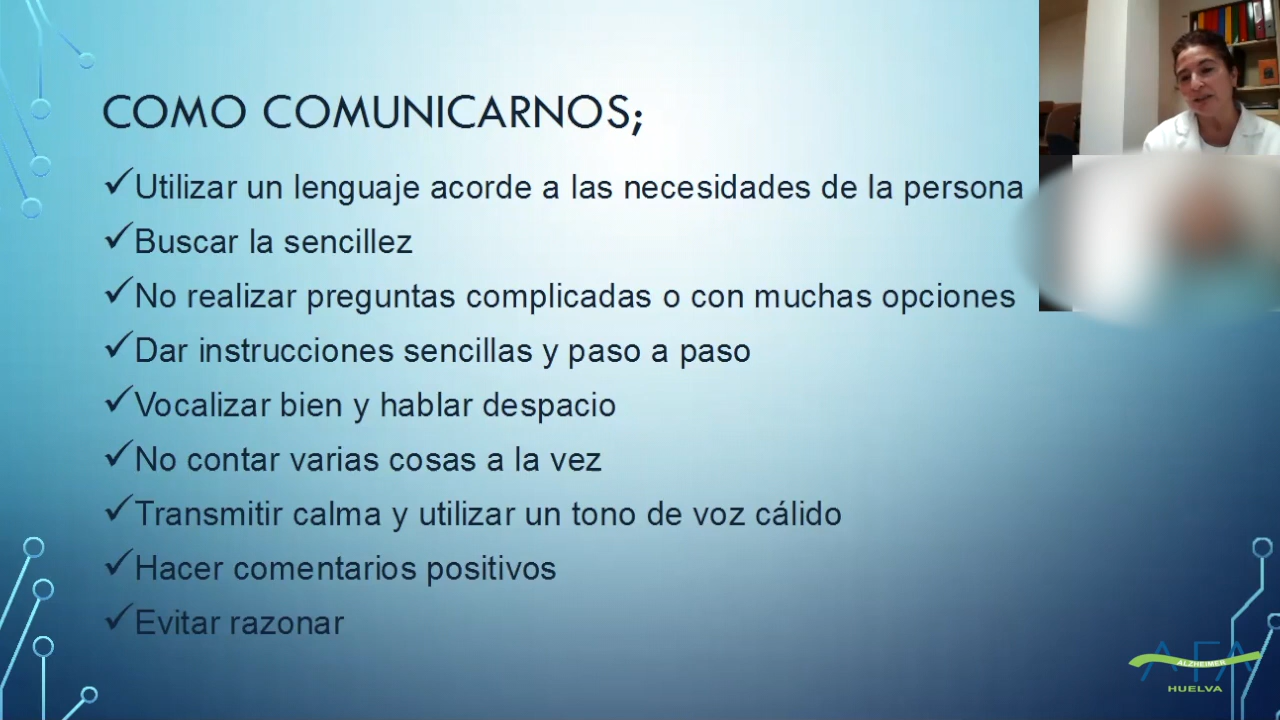 COMO COMUNICARNOS;
✓Utilizar un lenguaje acorde a las necesidades de la persona
✓Buscar la sencillez
✓No realizar preguntas complicadas o con muchas opciones
✓Dar instrucciones sencillas y paso a paso
✓Vocalizar bien y hablar despacio
✓No contar varias cosas a la vez
✓Transmitir calma y utilizar un tono de voz cálido
✓Hacer comentarios positivos
✓Evitar razonar
AFA
ALZHEIMER
HUELVA